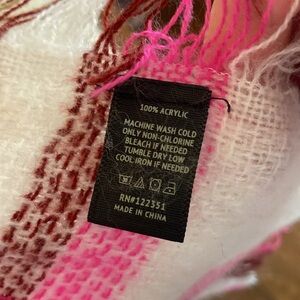 100% ACRYLIC
MACHINE WASH COLD
ONLY NON-CHLORINE
BLEACH IF NEEDED
TUMBLE DRY LOW
COOL IRON IF NEEDED
RN#122351
MADE IN CHINA